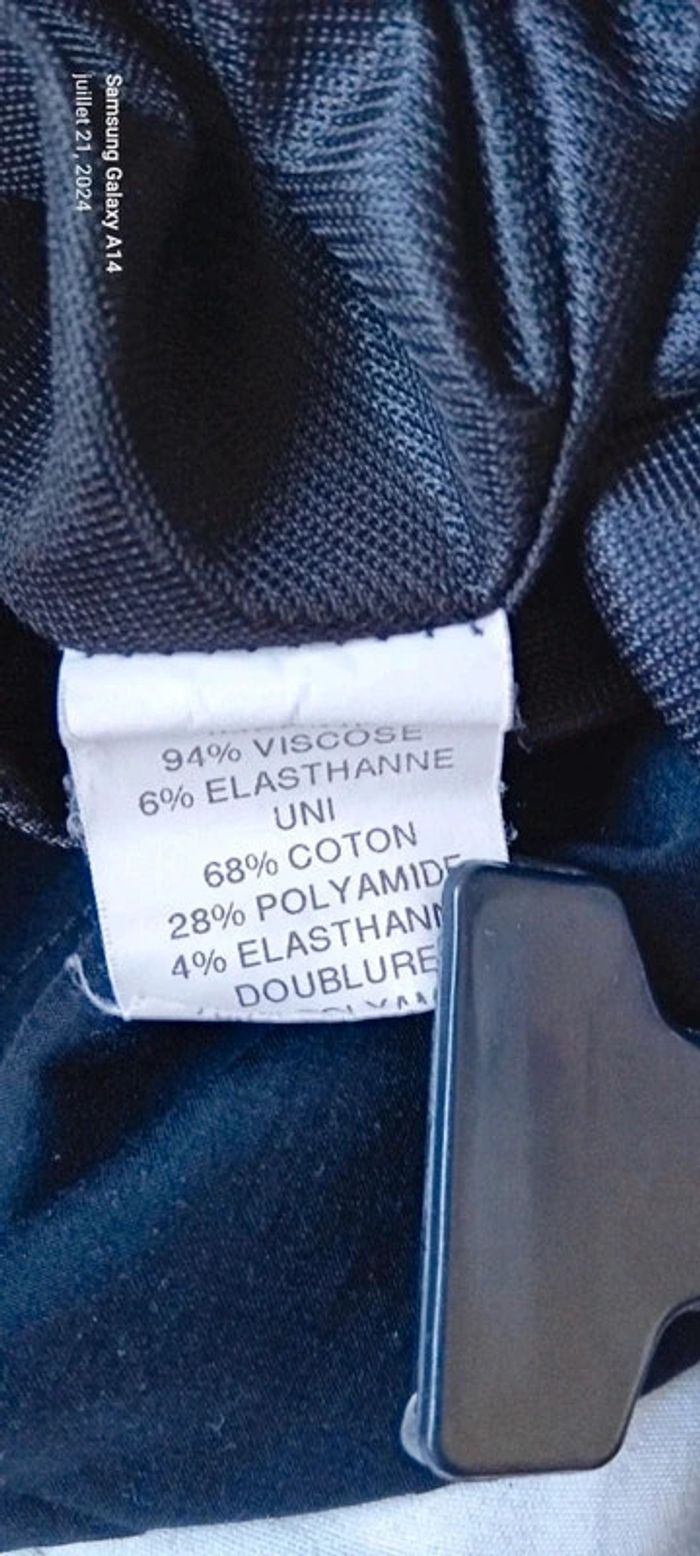 Samsung Galaxy A14
juillet 21, 2024
94% VISCOSE
6% ELASTHANNE
UNI
68% COTON
28% POLYAMIDE
4% ELASTHANN
DOUBLURE